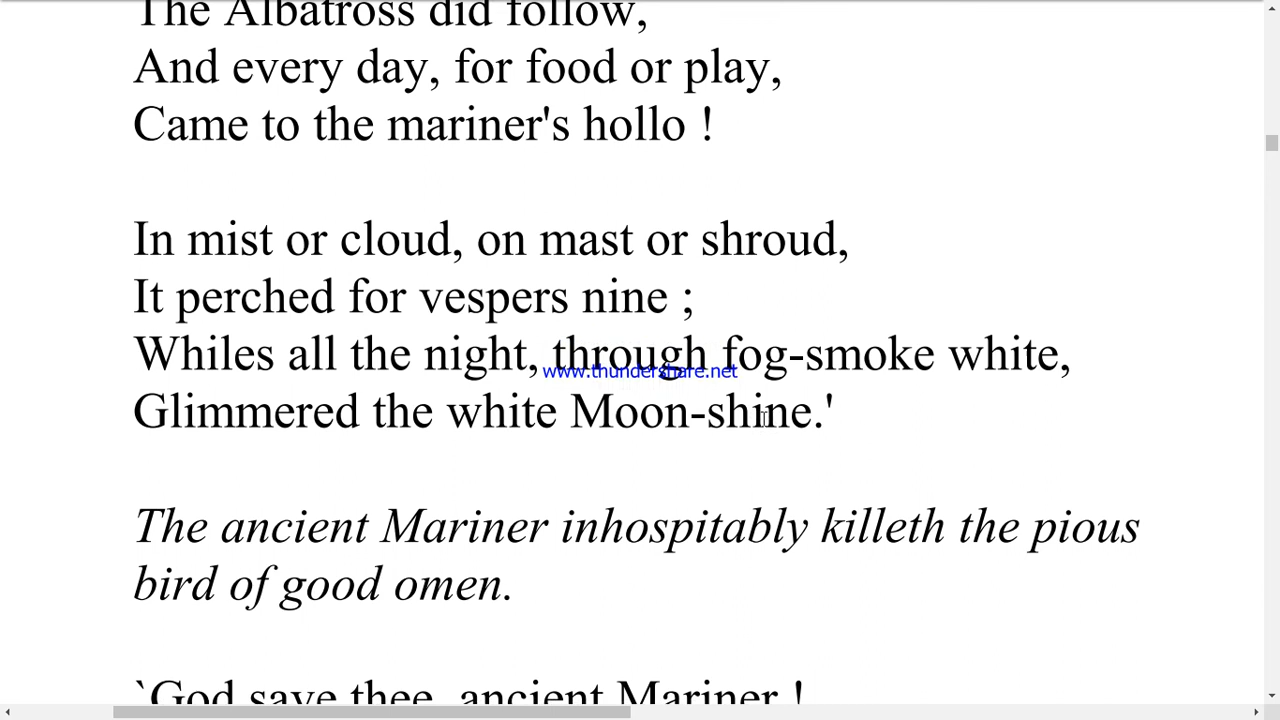 The Albatross did follow,
And every day, for food or play,
Came to the mariner's hollo !
In mist or cloud, on mast or shroud,
It perched for vespers nine ;
Whiles all the night, through fog-smoke white,
www.thundershare.net
Glimmered the white Moon-shine.'
The ancient Mariner inhospitably killeth the pious
bird of good omen.
`God save thee, ancient Mariner !